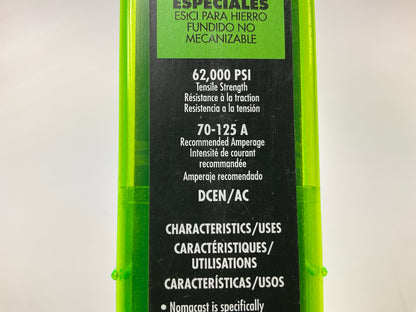 ESPECIALES
ESICI PARA HIERRO
FUNDIDO NO
MECANIZABLE
62,000 PSI
Tensile Strength
Résistance à la traction
Resistencia a la tensión
70-125 A
Recommended Amperage
Intensité de courant
recommandée
Amperaje recomendado
DCEN/AC
CHARACTERISTICS/USES
CARACTÉRISTIQUES/
UTILISATIONS
CARACTERÍSTICAS/USOS
• Nomacast is specifically